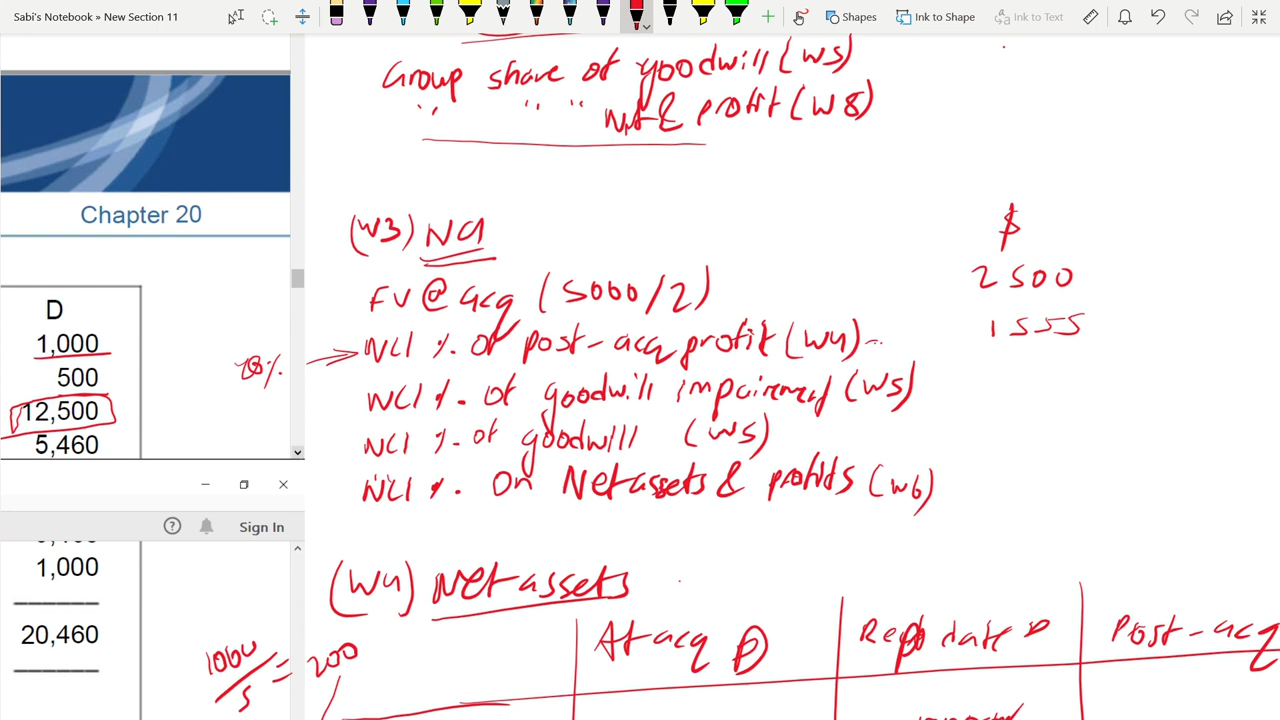 Sabi's Notebook » New Section 11
Shapes
Ink to Shape
Ink to Text
Group share of goodwill (W5)
" " " NA & profit (W8)
Chapter 20
D
1,000
500
12,500
5,460
(W3) NCI
$
FV @ acq (5000/2)
2500
NCI % of post-acq profit (W4)
1555
NCI % of goodwill impairment (W5)
NCI % of goodwill (W5)
NCI % on Net assets & profits (W6)
Sign In
1,000
20,460
1000/5 = 200
(W4) Net assets
At acq D
Rep date D
Post-acq